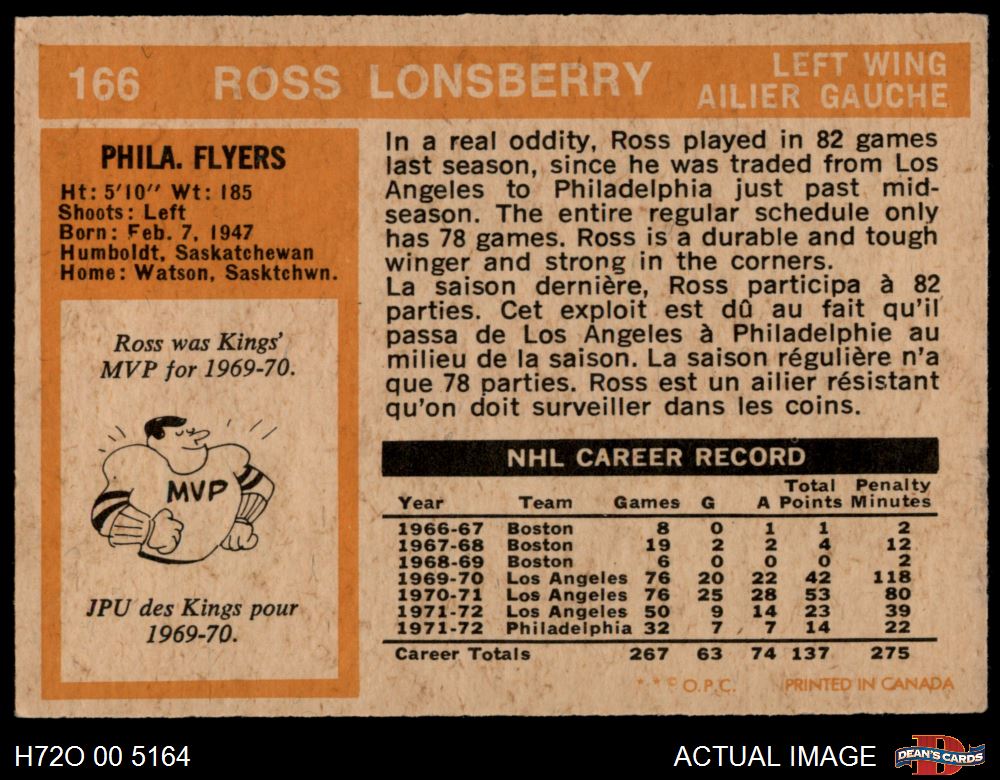 166 ROSS LONSBERRY LEFT WING
AILIER GAUCHE
PHILA. FLYERS
Ht: 5'10" Wt: 185
Shoots: Left
Born: Feb. 7, 1947
Humboldt, Saskatchewan
Home: Watson, Sasktchwn.
Ross was Kings'
MVP for 1969-70.
MVP
JPU des Kings pour
1969-70.
In a real oddity, Ross played in 82 games
last season, since he was traded from Los
Angeles to Philadelphia just past mid-
season. The entire regular schedule only
has 78 games. Ross is a durable and tough
winger and strong in the corners.
La saison dernière, Ross participa à 82
parties. Cet exploit est dû au fait qu'il
passa de Los Angeles à Philadelphie au
milieu de la saison. La saison régulière n'a
que 78 parties. Ross est un ailier résistant
qu'on doit surveiller dans les coins.
NHL CAREER RECORD
Total Penalty
Year Team Games G A Points Minutes
1966-67 Boston 8 0 1 1 2
1967-68 Boston 19 2 2 4 12
1968-69 Boston 6 0 0 0 2
1969-70 Los Angeles 76 20 22 42 118
1970-71 Los Angeles 76 25 28 53 80
1971-72 Los Angeles 50 9 14 23 39
1971-72 Philadelphia 32 7 7 14 22
Career Totals 267 63 74 137 275
* * © O.P.C. PRINTED IN CANADA
H72O 00 5164 ACTUAL IMAGE DEAN'S CARDS